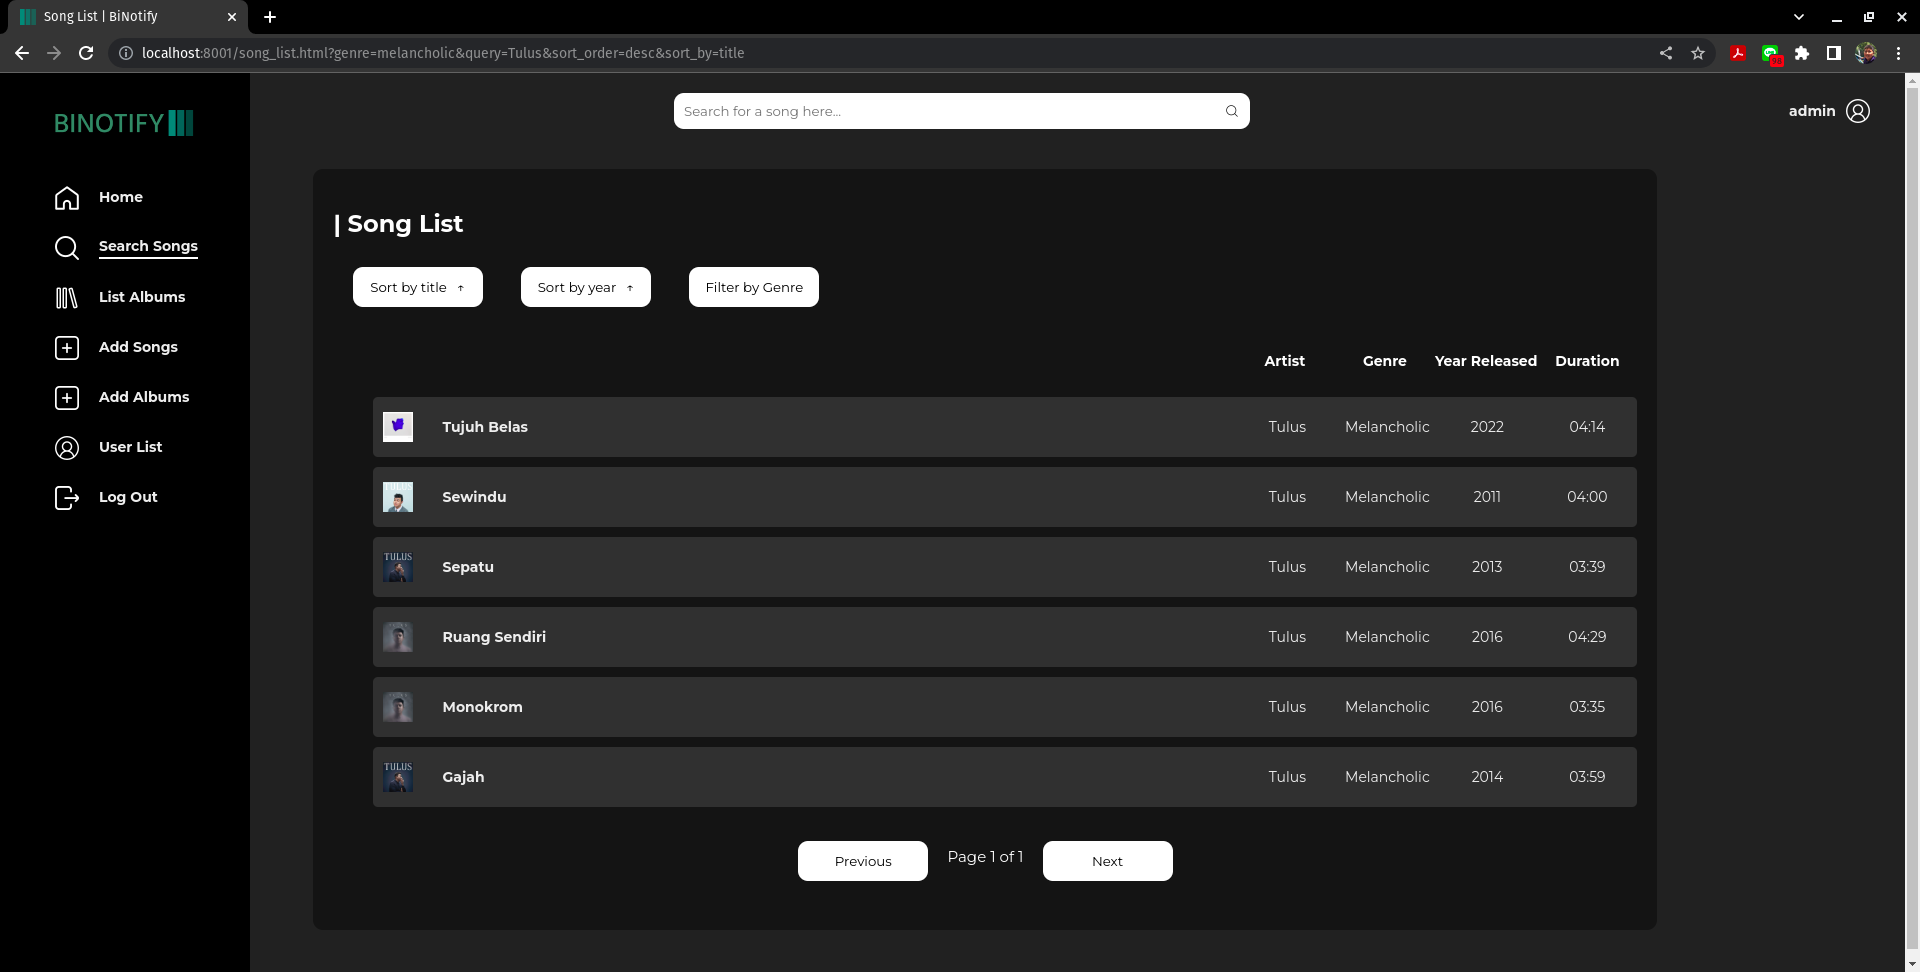 Song List | BiNotify
localhost:8001/song_list.html?genre=melancholic&query=Tulus&sort_order=desc&sort_by=title
BINOTIFY
Search for a song here...
admin
Home
Search Songs
List Albums
Add Songs
Add Albums
User List
Log Out
| Song List
Sort by title ↑
Sort by year ↑
Filter by Genre
Artist Genre Year Released Duration
Tujuh Belas Tulus Melancholic 2022 04:14
TULUS
Sewindu Tulus Melancholic 2011 04:00
TULUS
Sepatu Tulus Melancholic 2013 03:39
Ruang Sendiri Tulus Melancholic 2016 04:29
Monokrom Tulus Melancholic 2016 03:35
TULUS
Gajah Tulus Melancholic 2014 03:59
Previous
Page 1 of 1
Next